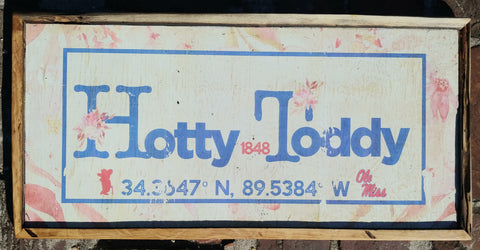 Hotty 1848 Toddy
34.3647° N, 89.5384° W Ole Miss